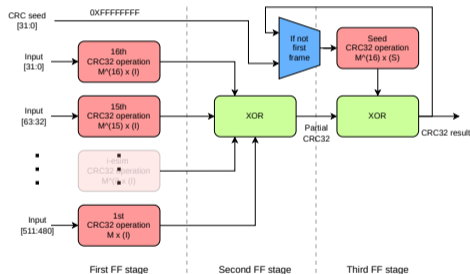 CRC seed
[31:0]
0XFFFFFFFF
If not
first
frame
Seed
CRC32 operation
M^(16) x (S)
Input
[31:0]
16th
CRC32 operation
M^(16) x (I)
Input
[63:32]
15th
CRC32 operation
M^(15) x (I)
XOR
Partial
CRC32
XOR
CRC32 result
i-esim
CRC32 operation
Input
[511:480]
1st
CRC32 operation
M x (I)
First FF stage
Second FF stage
Third FF stage